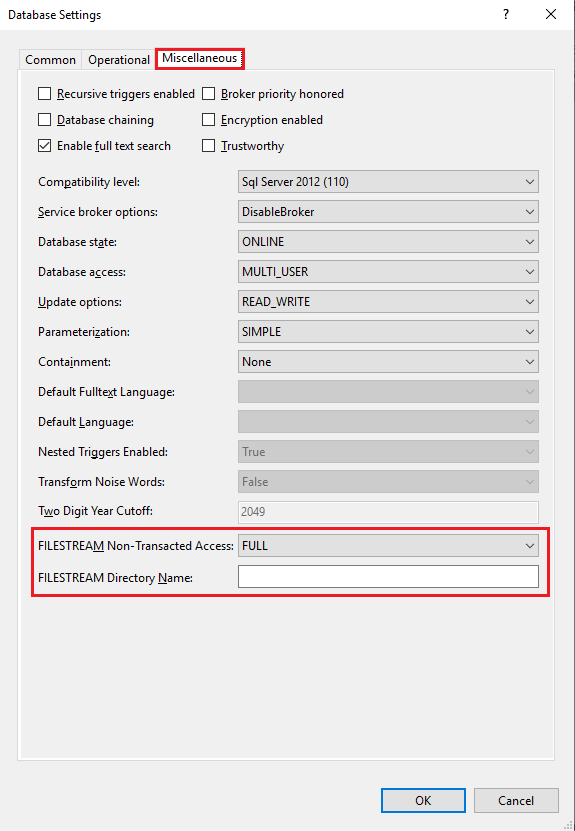 Database Settings ?
Common Operational Miscellaneous
Recursive triggers enabled Broker priority honored
Database chaining Encryption enabled
Enable full text search Trustworthy
Compatibility level: Sql Server 2012 (110)
Service broker options: DisableBroker
Database state: ONLINE
Database access: MULTI_USER
Update options: READ_WRITE
Parameterization: SIMPLE
Containment: None
Default Fulltext Language:
Default Language:
Nested Triggers Enabled: True
Transform Noise Words: False
Two Digit Year Cutoff: 2049
FILESTREAM Non-Transacted Access: FULL
FILESTREAM Directory Name:
OK Cancel